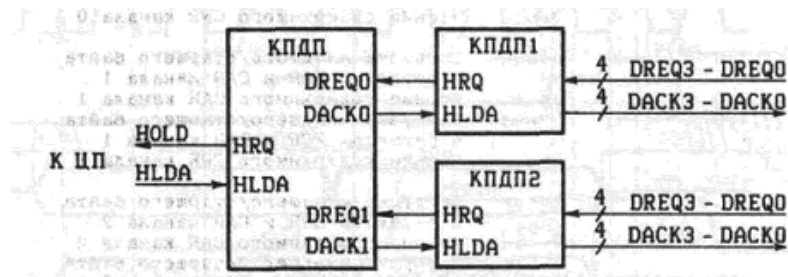 КПДП
КПДП1
4 DREQ3 - DREQ0
DREQ0
HRQ
4 DACK3 - DACK0
DACK0
HLDA
HOLD
HRQ
К ЦП
HLDA
HLDA
КПДП2
4 DREQ3 - DREQ0
DREQ1
HRQ
4 DACK3 - DACK0
DACK1
HLDA